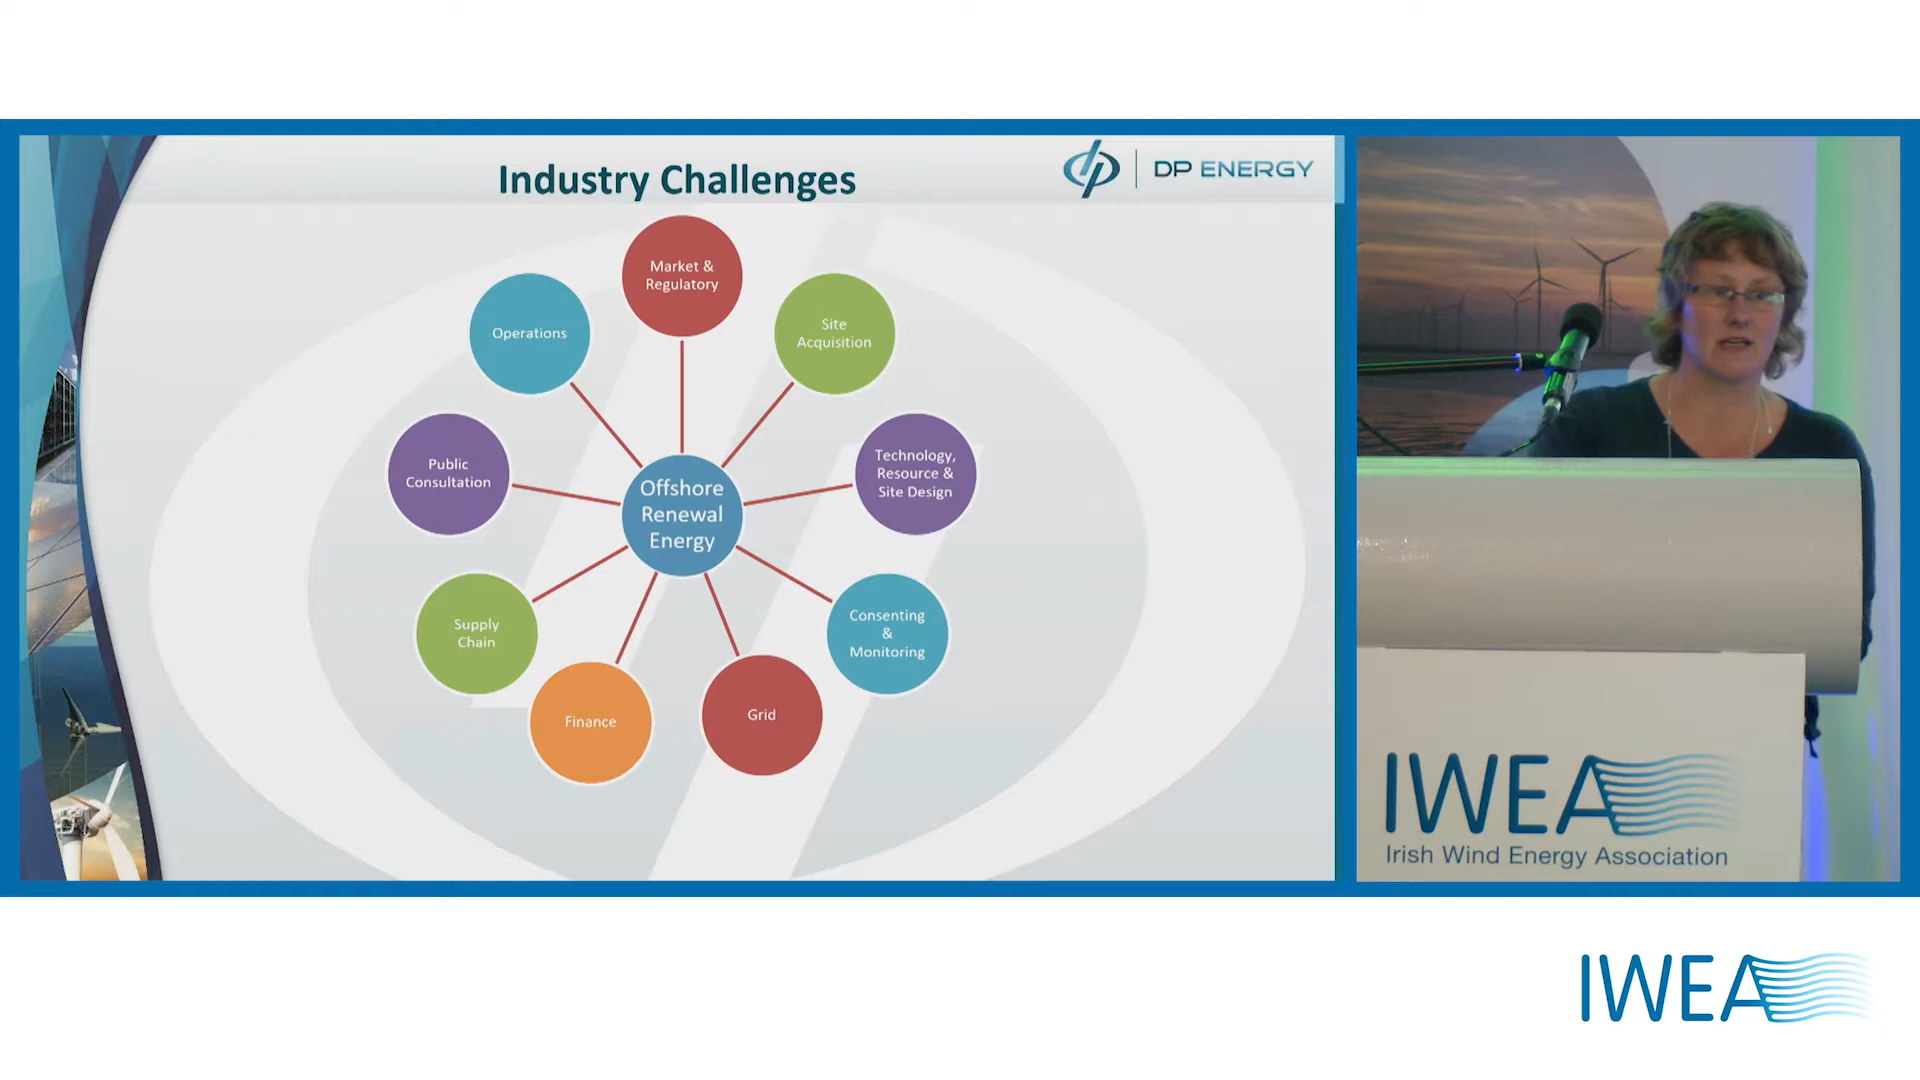 Industry Challenges
DP ENERGY
Market &
Regulatory
Site
Acquisition
Technology,
Resource &
Site Design
Consenting
&
Monitoring
Grid
Finance
Supply
Chain
Public
Consultation
Operations
Offshore
Renewal
Energy
IWEA
Irish Wind Energy Association
IWEA